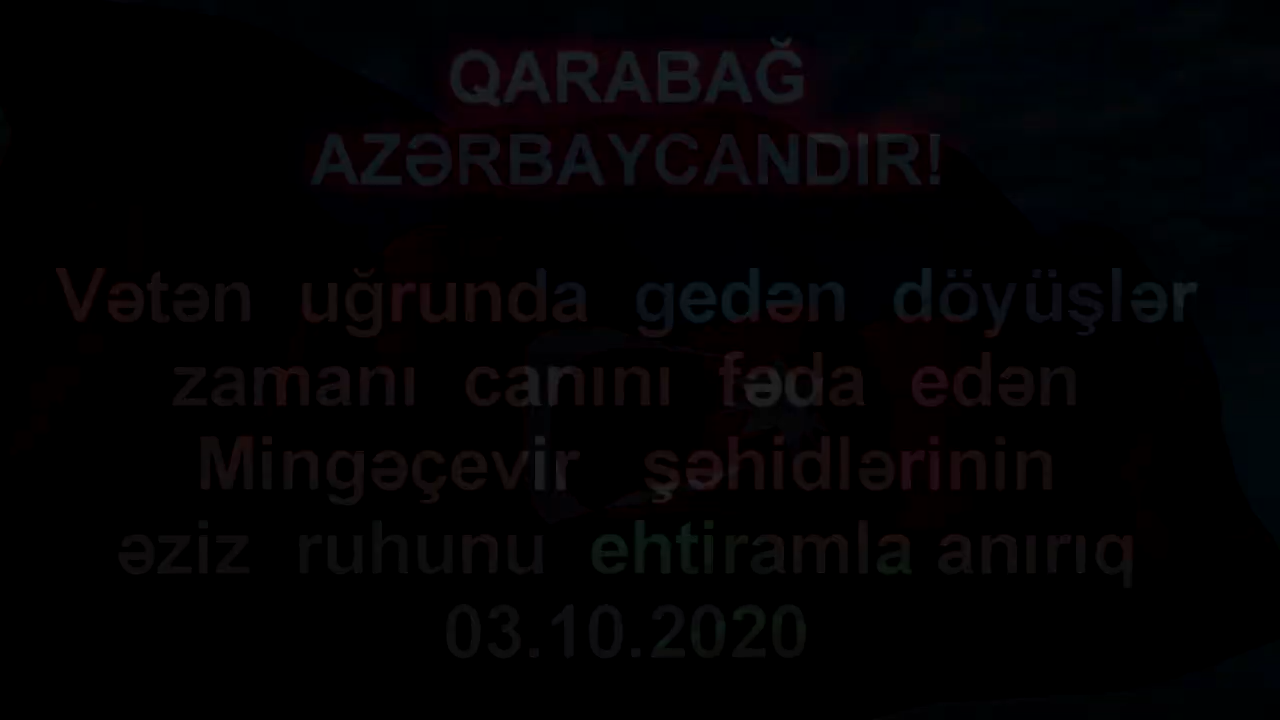 QARABAĞ
AZƏRBAYCANDIR!
Vətən uğrunda gedən döyüşlər
zamanı canını fəda edən
Mingəçevir şəhidlərinin
əziz ruhunu ehtiramla anırıq
03.10.2020